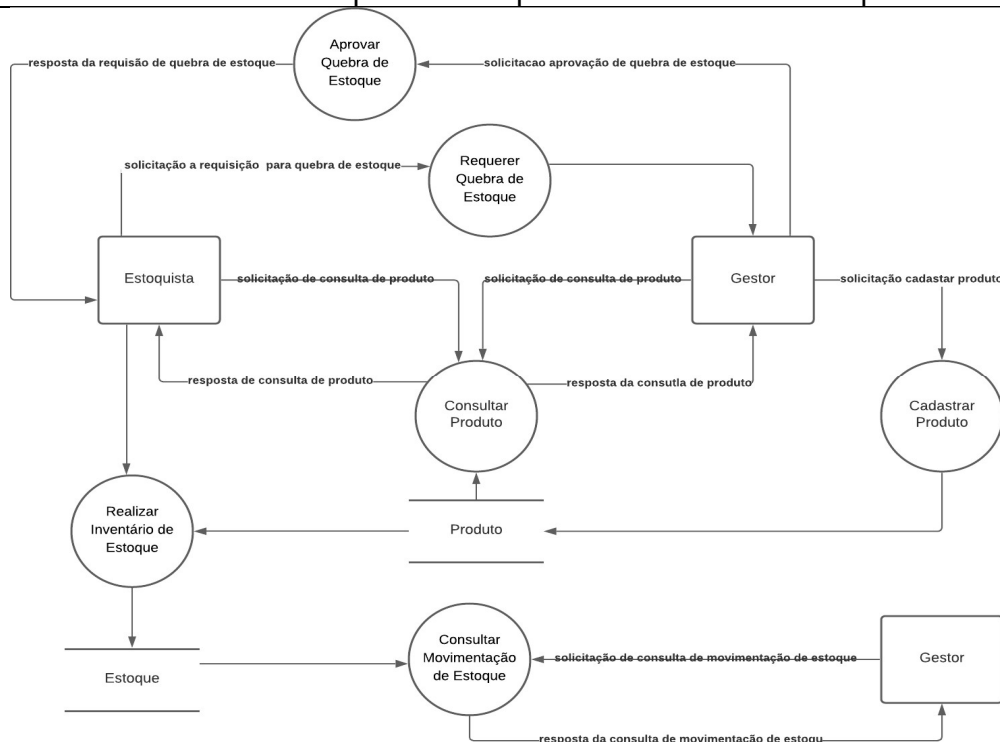 Aprovar
Quebra de
Estoque
resposta da requisão de quebra de estoque
solicitacao aprovação de quebra de estoque
solicitação a requisição para quebra de estoque
Requerer
Quebra de
Estoque
Estoquista
solicitação de consulta de produto
solicitação de consulta de produto
Gestor
solicitação cadastar produto
resposta de consulta de produto
Consultar
Produto
resposta da consutla de produto
Cadastrar
Produto
Realizar
Inventário de
Estoque
Produto
Consultar
Movimentação
de Estoque
solicitação de consulta de movimentação de estoque
Gestor
Estoque
resposta da consulta de movimentação de estoqu